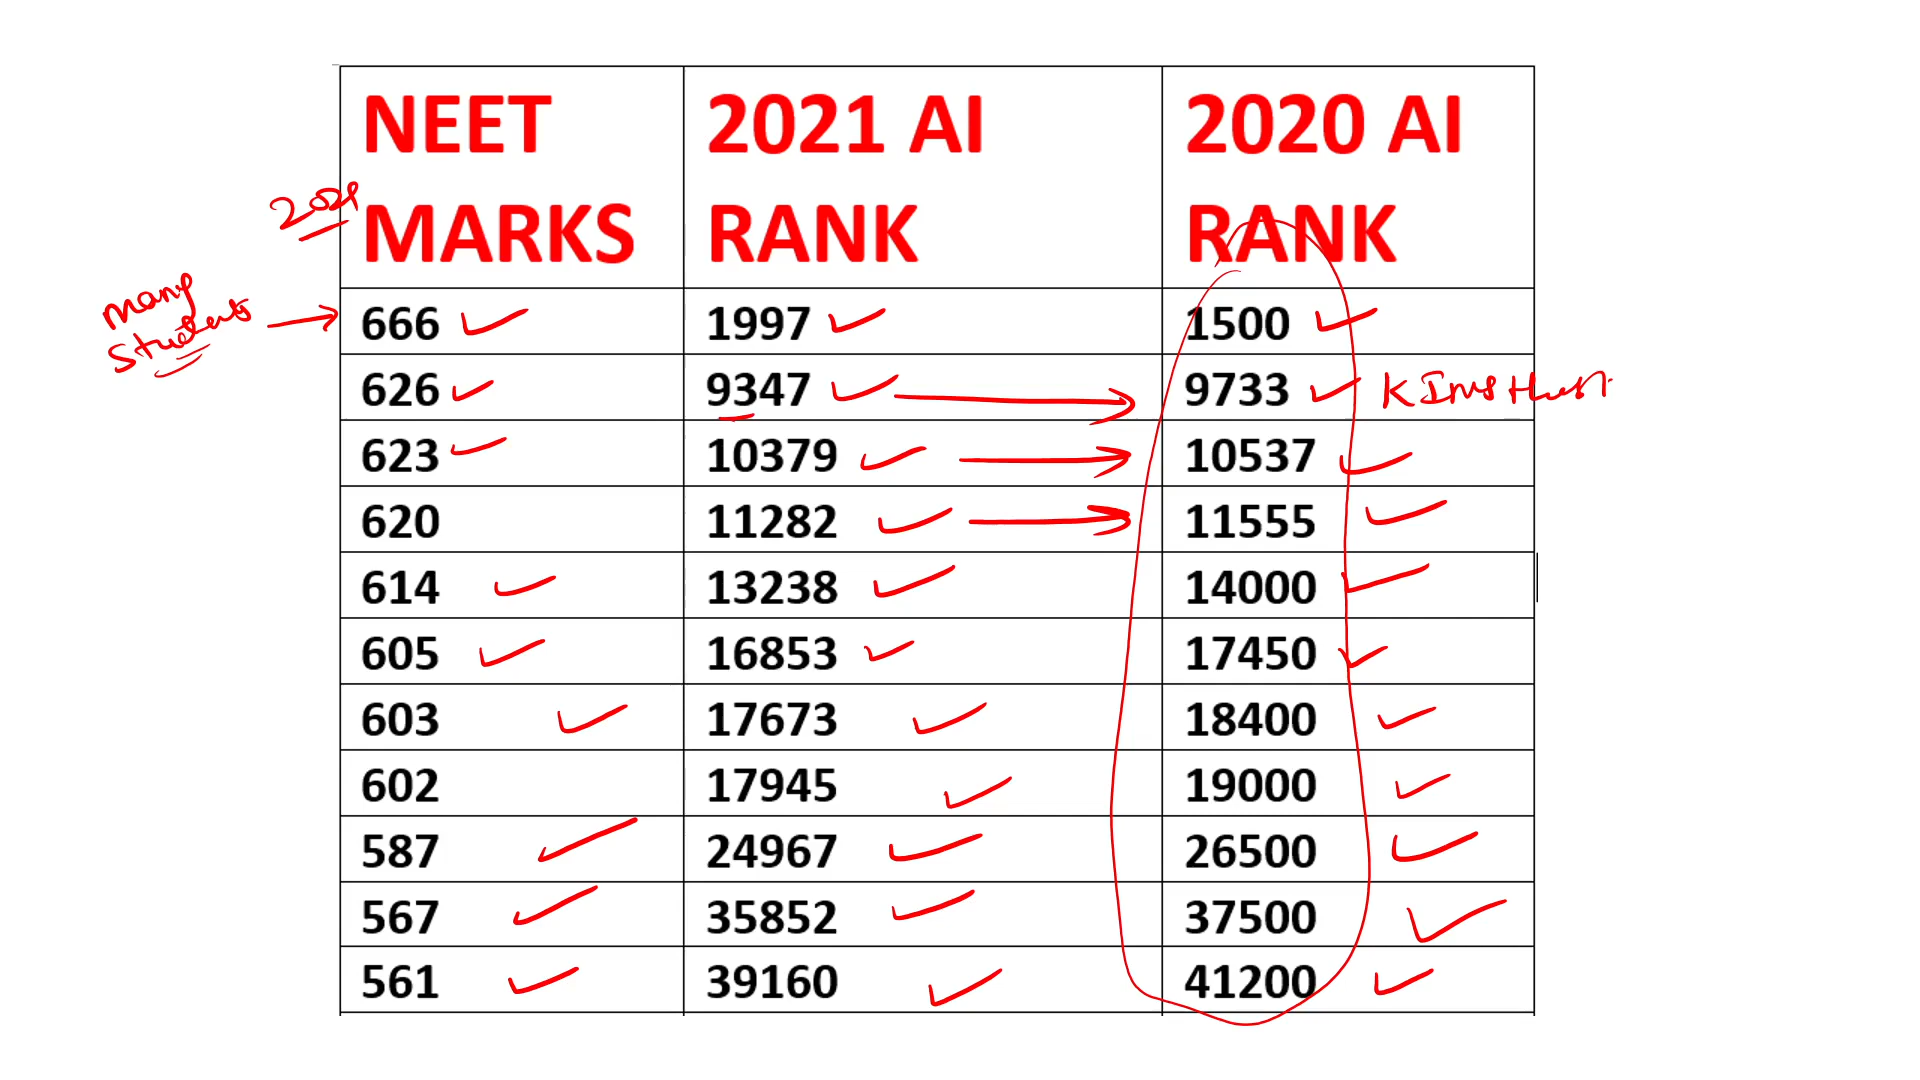 NEET MARKS 2021 AI RANK 2020 AI RANK
2021
many
students
666 1997 1500
626 9347 9733
623 10379 10537
620 11282 11555
614 13238 14000
605 16853 17450
603 17673 18400
602 17945 19000
587 24967 26500
567 35852 37500
561 39160 41200